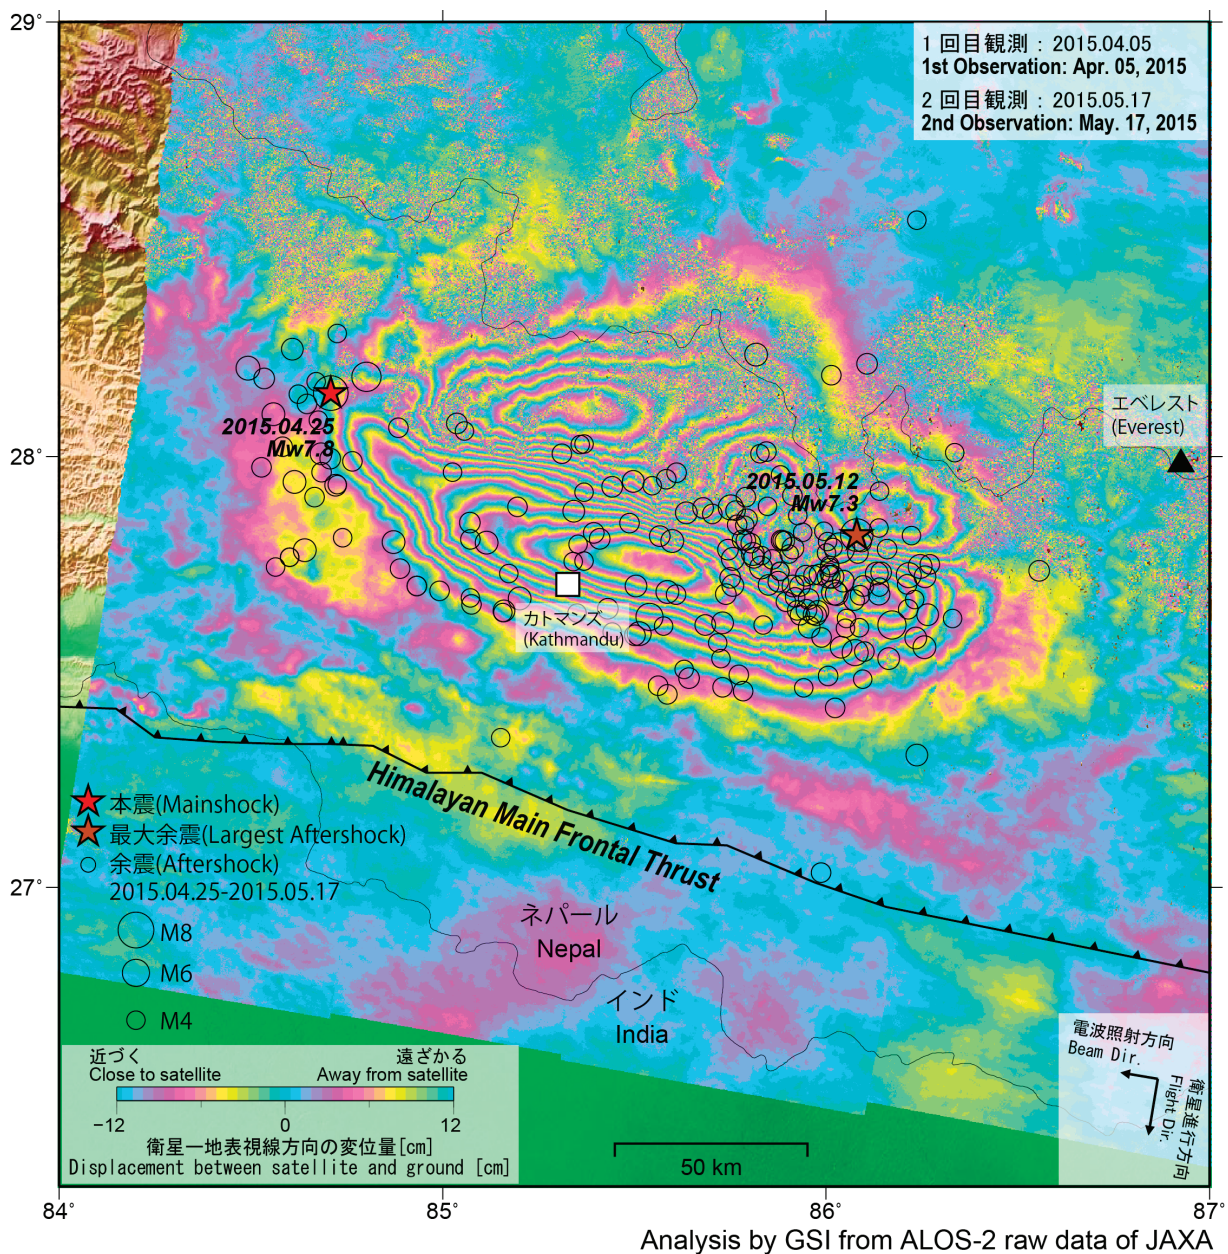 29°
1 回目観測：2015.04.05
1st Observation: Apr. 05, 2015
2 回目観測：2015.05.17
2nd Observation: May. 17, 2015
エベレスト
(Everest)
2015.04.25
Mw7.8
28°
2015.05.12
Mw7.3
カトマンズ
(Kathmandu)
Himalayan Main Frontal Thrust
本震(Mainshock)
最大余震(Largest Aftershock)
余震(Aftershock)
2015.04.25-2015.05.17
27°
M8
M6
M4
ネパール
Nepal
インド
India
電波照射方向
Beam Dir.
衛星進行方向
Flight Dir.
近づく 遠ざかる
Close to satellite Away from satellite
−12 0 12
衛星―地表視線方向の変位量[cm]
Displacement between satellite and ground [cm]
50 km
84° 85° 86° 87°
Analysis by GSI from ALOS-2 raw data of JAXA